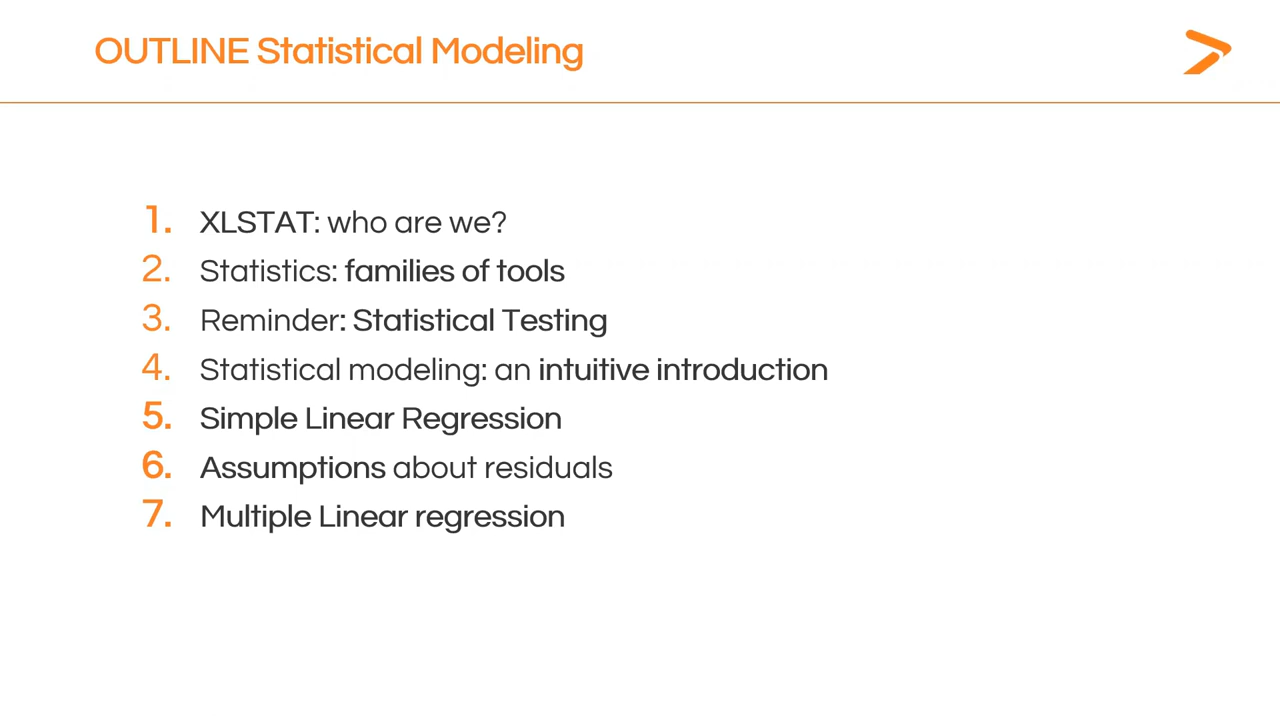 OUTLINE Statistical Modeling
1. XLSTAT: who are we?
2. Statistics: families of tools
3. Reminder: Statistical Testing
4. Statistical modeling: an intuitive introduction
5. Simple Linear Regression
6. Assumptions about residuals
7. Multiple Linear regression